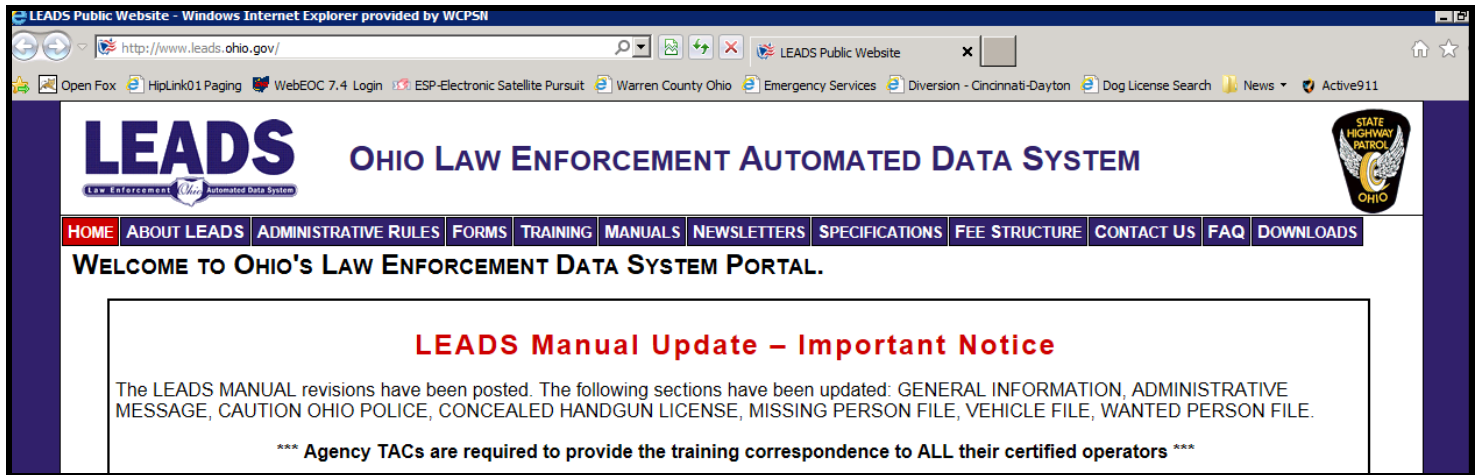 LEADS Public Website - Windows Internet Explorer provided by WCPSN
http://www.leads.ohio.gov/ LEADS Public Website
Open Fox HipLink01 Paging WebEOC 7.4 Login ESP-Electronic Satellite Pursuit Warren County Ohio Emergency Services Diversion - Cincinnati-Dayton Dog License Search News Active911
LEADS
Law Enforcement Ohio Automated Data System
OHIO LAW ENFORCEMENT AUTOMATED DATA SYSTEM
STATE
HIGHWAY
PATROL
OHIO
HOME ABOUT LEADS ADMINISTRATIVE RULES FORMS TRAINING MANUALS NEWSLETTERS SPECIFICATIONS FEE STRUCTURE CONTACT US FAQ DOWNLOADS
WELCOME TO OHIO'S LAW ENFORCEMENT DATA SYSTEM PORTAL.
LEADS Manual Update – Important Notice
The LEADS MANUAL revisions have been posted. The following sections have been updated: GENERAL INFORMATION, ADMINISTRATIVE
MESSAGE, CAUTION OHIO POLICE, CONCEALED HANDGUN LICENSE, MISSING PERSON FILE, VEHICLE FILE, WANTED PERSON FILE.
*** Agency TACs are required to provide the training correspondence to ALL their certified operators ***